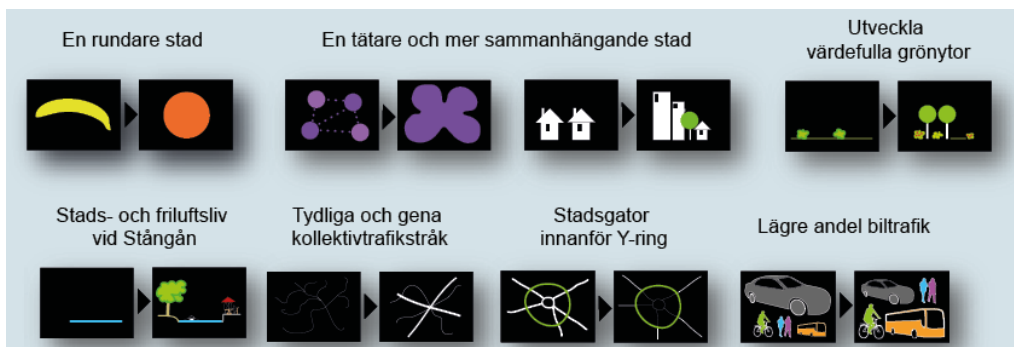 En rundare stad
En tätare och mer sammanhängande stad
Utveckla
värdefulla grönytor
Stads- och friluftsliv
vid Stångån
Tydliga och gena
kollektivtrafikstråk
Stadsgator
innanför Y-ring
Lägre andel biltrafik